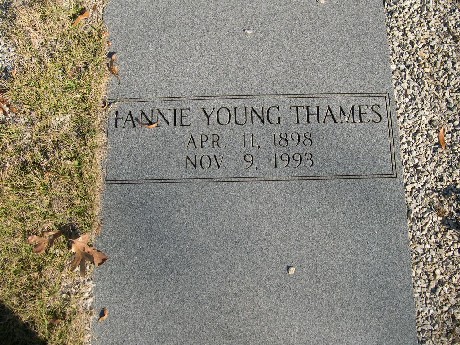 FANNIE YOUNG THAMES
APR 11, 1898
NOV 9, 1993